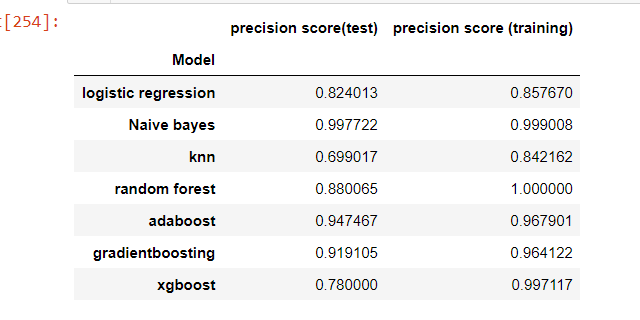 [254]:
precision score(test) precision score (training)
Model
logistic regression 0.824013 0.857670
Naive bayes 0.997722 0.999008
knn 0.699017 0.842162
random forest 0.880065 1.000000
adaboost 0.947467 0.967901
gradientboosting 0.919105 0.964122
xgboost 0.780000 0.997117